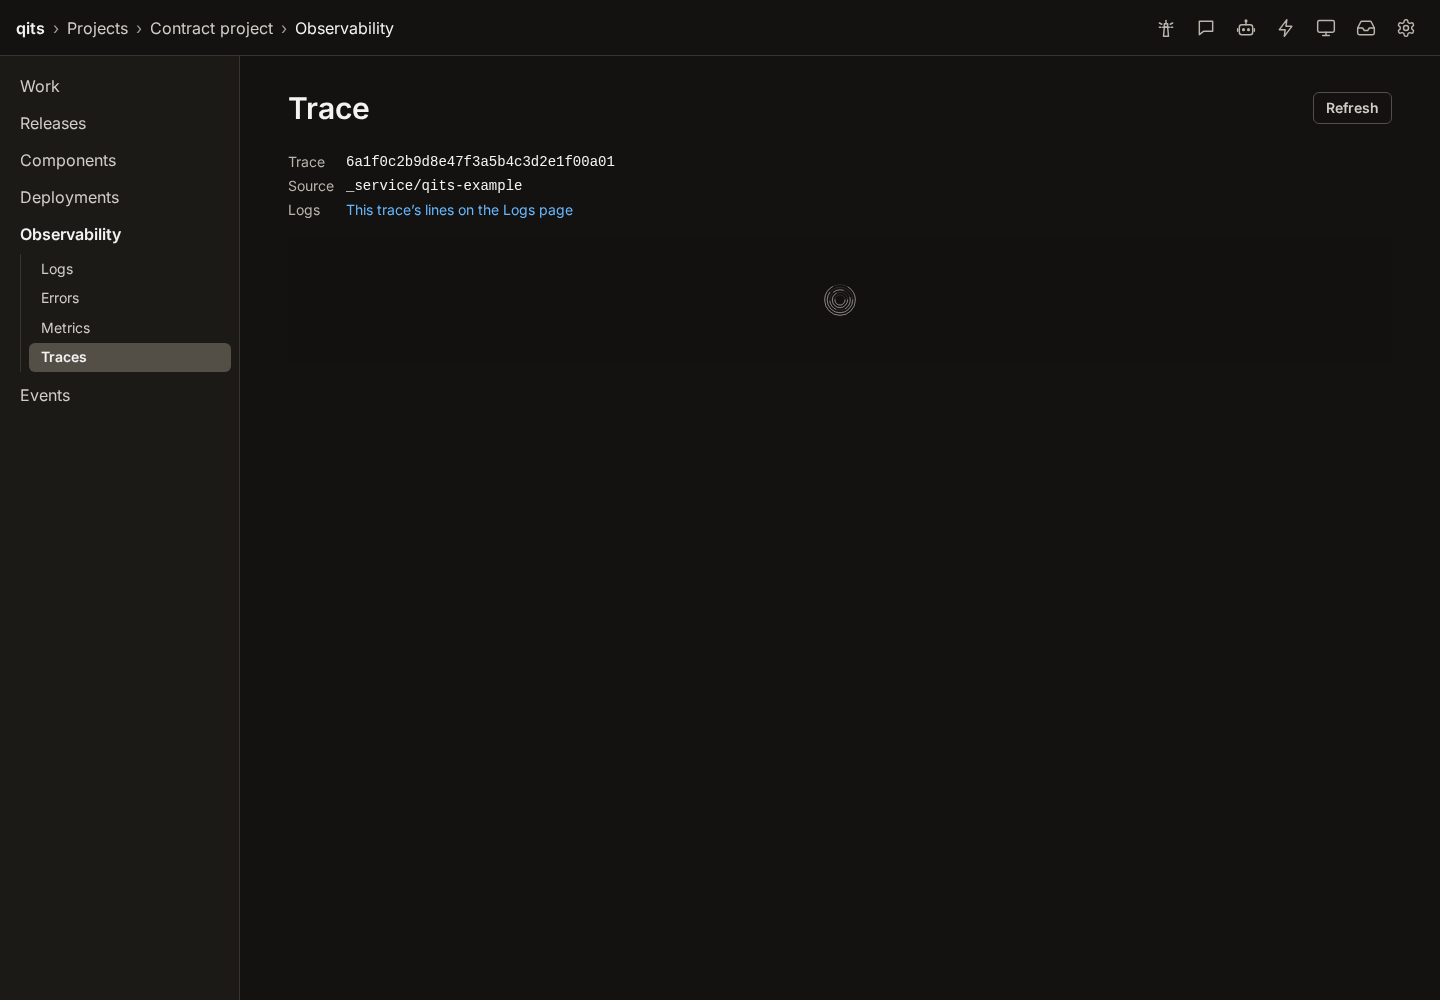 qits › Projects › Contract project › Observability
Work
Releases
Components
Deployments
Observability
Logs
Errors
Metrics
Traces
Events
Trace
Refresh
Trace 6a1f0c2b9d8e47f3a5b4c3d2e1f00a01
Source _service/qits-example
Logs This trace’s lines on the Logs page